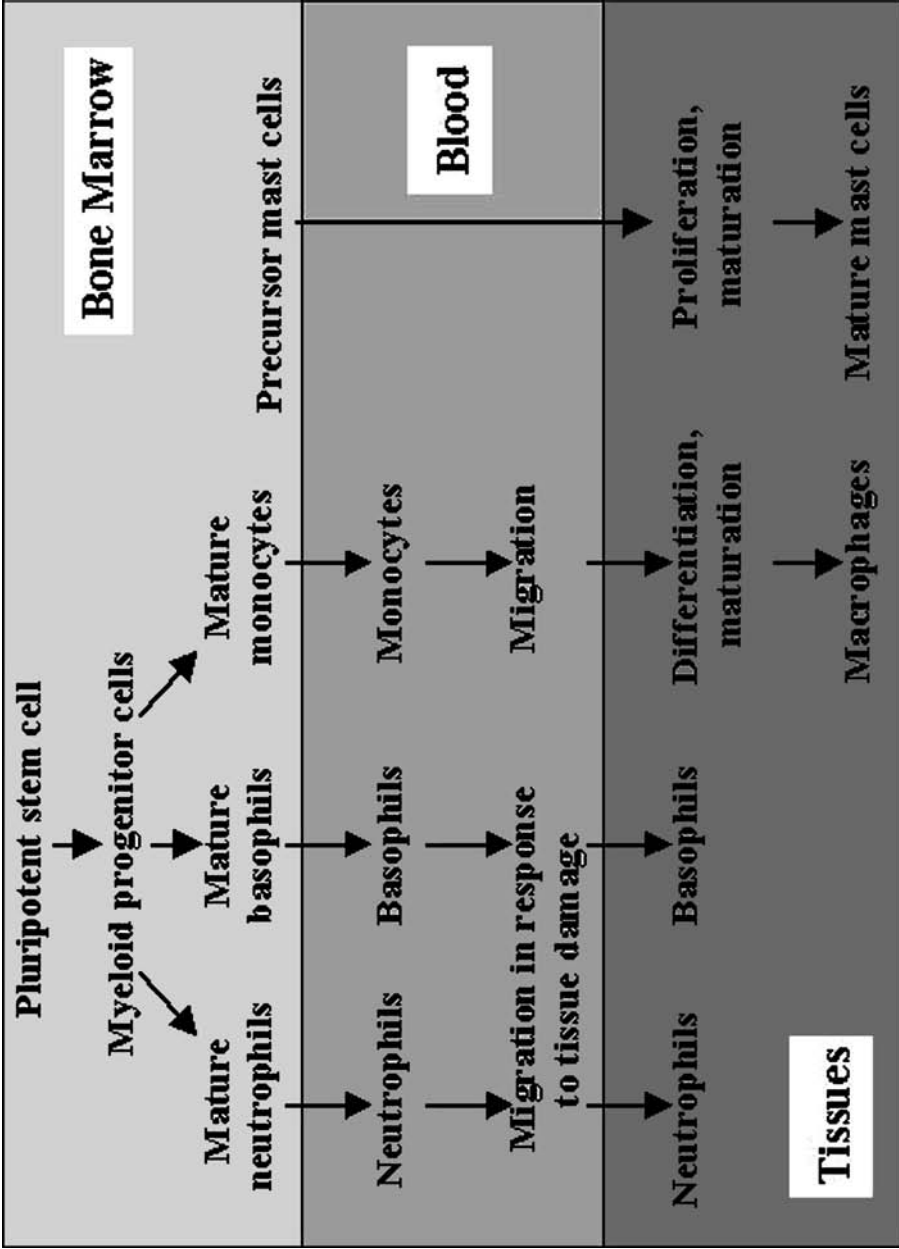 Pluripotent stem cell
Bone Marrow
Myeloid progenitor cells
Mature
neutrophils
Mature
basophils
Mature
monocytes
Precursor mast cells
Blood
Neutrophils
Basophils
Monocytes
Migration in response
to tissue damage
Migration
Neutrophils
Basophils
Differentiation,
maturation
Proliferation,
maturation
Tissues
Macrophages
Mature mast cells